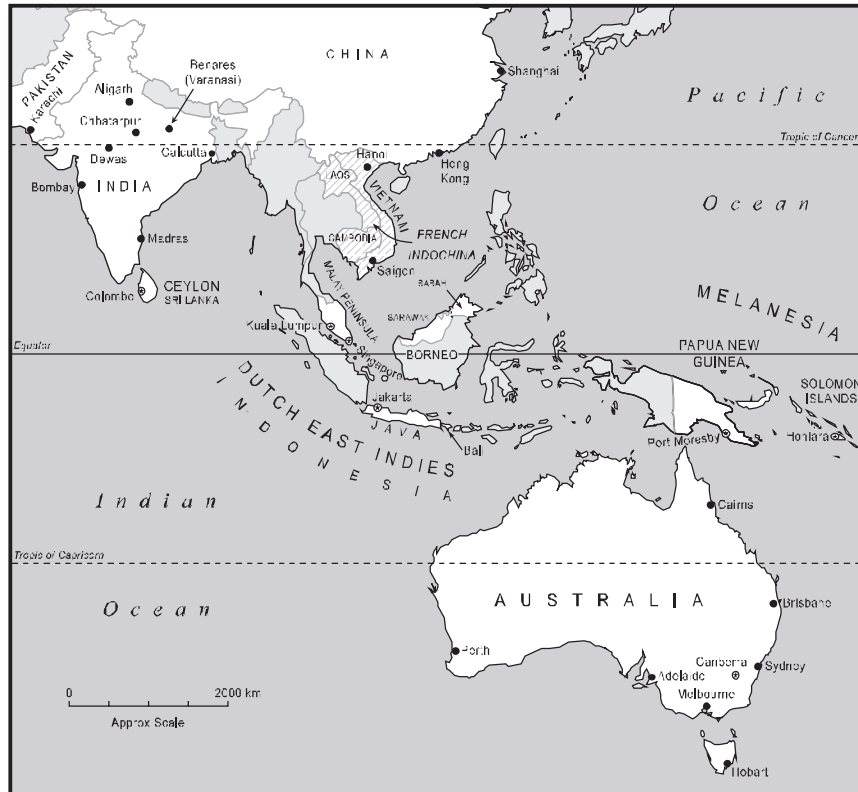 CHINA
Shanghai
Benares
(Varanasi)
PAKISTAN
Karachi
Aligarh
Chhatarpur
Dewas
Calcutta
Pacific
Tropic of Cancer
Hanoi
Hong
Kong
AOS
VIETNAM
Bombay
INDIA
Ocean
Madras
CAMBODIA
FRENCH
INDOCHINA
Saigon
Colombo
CEYLON
SRI LANKA
MALAY PENINSULA
SABAH
SARAWAK
MELANESIA
Kuala Lumpur
Singapore
BORNEO
Equator
PAPUA NEW
GUINEA
SOLOMON
ISLANDS
DUTCH EAST INDIES
INDONESIA
Jakarta
JAVA
Bali
Port Moresby
Honiara
Indian
Cairns
Tropic of Capricorn
Ocean
AUSTRALIA
Brisbane
Perth
Canberra
Sydney
Adelaide
Melbourne
0 2000 km
Approx Scale
Hobart